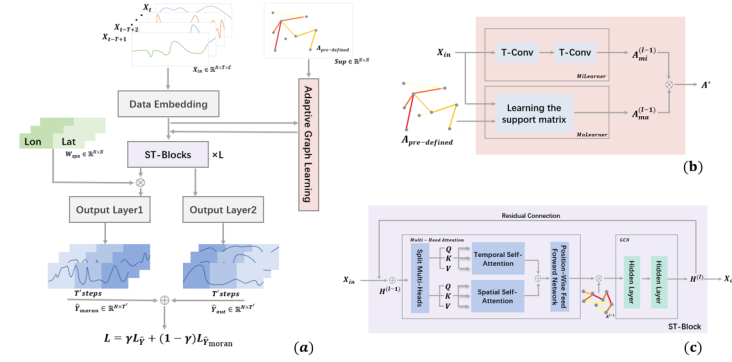 X_t
X_{t-T+2}
X_{t-T+1}
X_in ∈ ℝ^{N×T×C}
A_pre-defined
Sup ∈ ℝ^{N×N}
Data Embedding
Adaptive Graph Learning
Lon
Lat
W_spa ∈ ℝ^{N×N}
ST-Blocks
×L
Output Layer1
Output Layer2
T′steps
T′steps
Ŷ_moran ∈ ℝ^{N×T′}
Ŷ_out ∈ ℝ^{N×T′}
L = γL_Ŷ + (1 − γ)L_Ŷmoran
(a)
X_in
T-Conv
T-Conv
MiLearner
A_mi^{(l−1)}
A_pre-defined
Learning the
support matrix
MaLearner
A_ma^{(l−1)}
A*
(b)
Residual Connection
Multi−Head Attention
GCN
X_in
H^{(l−1)}
Split Multi-Heads
Q
K
V
Temporal Self-
Attention
Q
K
V
Spatial Self-
Attention
Position-Wise Feed
Forward Network
Hidden Layer
Hidden Layer
H^{(l)}
ST-Block
(c)